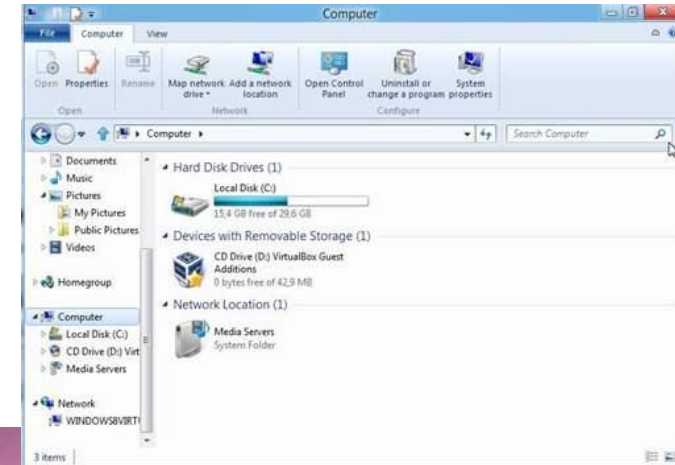 Computer
File Computer View
Open Properties Rename Map network drive Add a network location Open Control Panel Uninstall or change a program System properties
Open Network Configure
Computer
Search Computer
Documents
Music
Pictures
My Pictures
Public Pictures
Videos
Homegroup
Computer
Local Disk (C:)
CD Drive (D:) Virt
Media Servers
Network
WINDOWS8VIRT
Hard Disk Drives (1)
Local Disk (C:)
15,4 GB free of 29,6 GB
Devices with Removable Storage (1)
CD Drive (D:) VirtualBox Guest
Additions
0 bytes free of 42,9 MB
Network Location (1)
Media Servers
System Folder
3 items